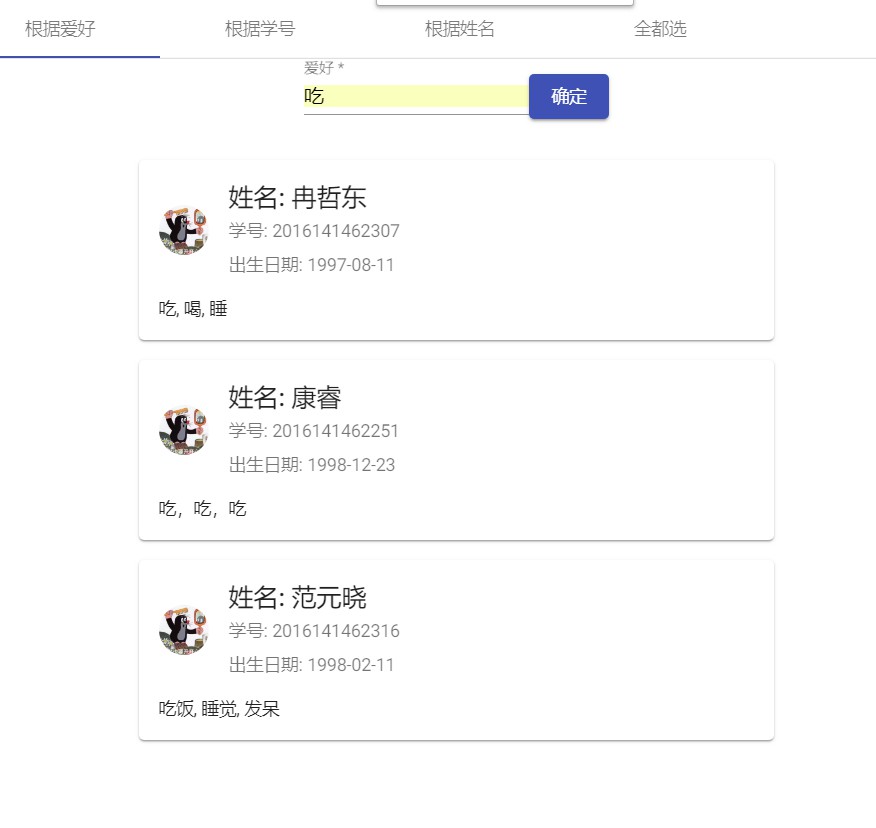 根据爱好 根据学号 根据姓名 全都选
爱好 *
吃
确定
姓名: 冉哲东
学号: 2016141462307
出生日期: 1997-08-11
吃, 喝, 睡
姓名: 康睿
学号: 2016141462251
出生日期: 1998-12-23
吃，吃，吃
姓名: 范元晓
学号: 2016141462316
出生日期: 1998-02-11
吃饭, 睡觉, 发呆